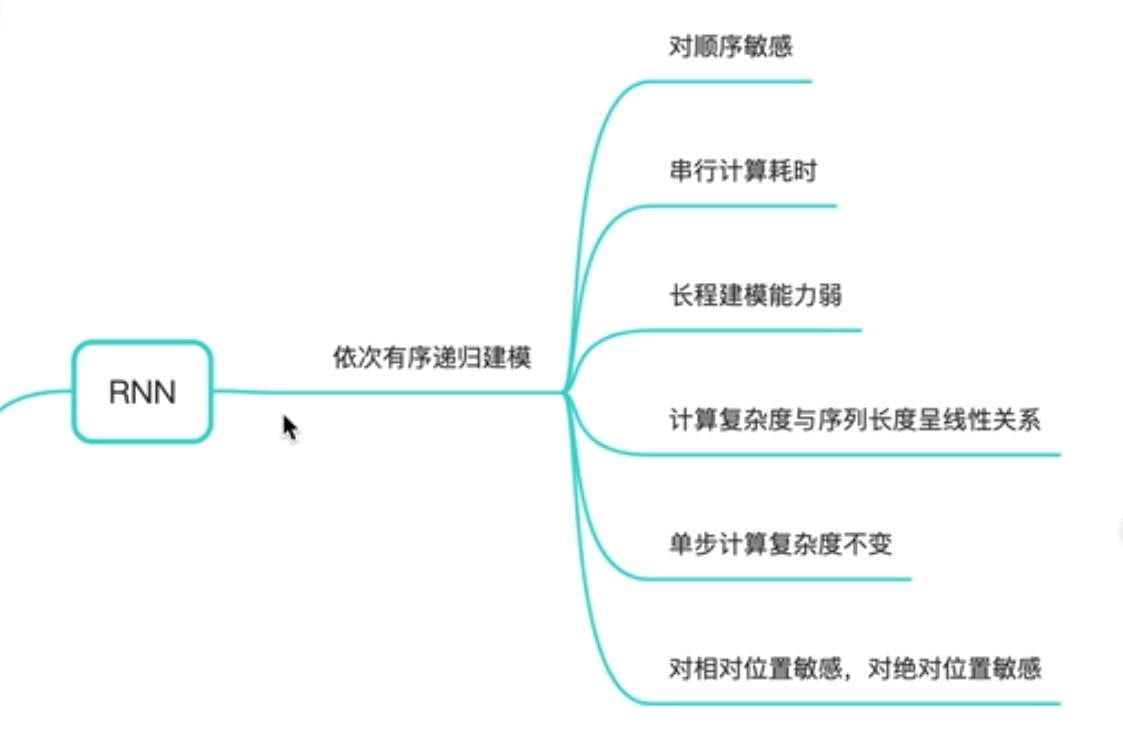 对顺序敏感
串行计算耗时
长程建模能力弱
依次有序递归建模
RNN
计算复杂度与序列长度呈线性关系
单步计算复杂度不变
对相对位置敏感，对绝对位置敏感